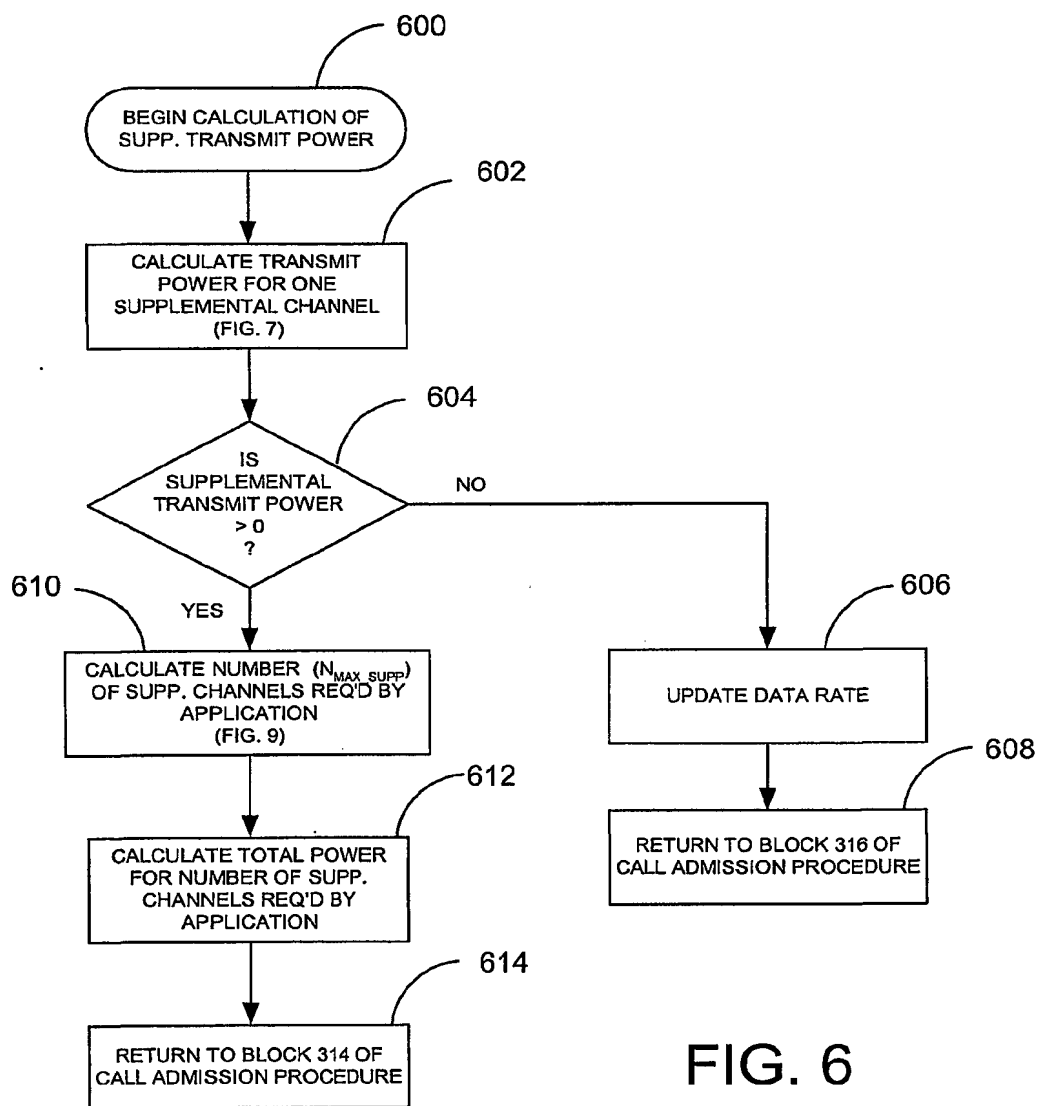 600
BEGIN CALCULATION OF
SUPP. TRANSMIT POWER
602
CALCULATE TRANSMIT
POWER FOR ONE
SUPPLEMENTAL CHANNEL
(FIG. 7)
604
IS
SUPPLEMENTAL
TRANSMIT POWER
> 0
?
NO
YES
610
CALCULATE NUMBER (N_MAX_SUPP)
OF SUPP. CHANNELS REQ'D BY
APPLICATION
(FIG. 9)
606
UPDATE DATA RATE
608
RETURN TO BLOCK 316 OF
CALL ADMISSION PROCEDURE
612
CALCULATE TOTAL POWER
FOR NUMBER OF SUPP.
CHANNELS REQ'D BY
APPLICATION
614
RETURN TO BLOCK 314 OF
CALL ADMISSION PROCEDURE
FIG. 6